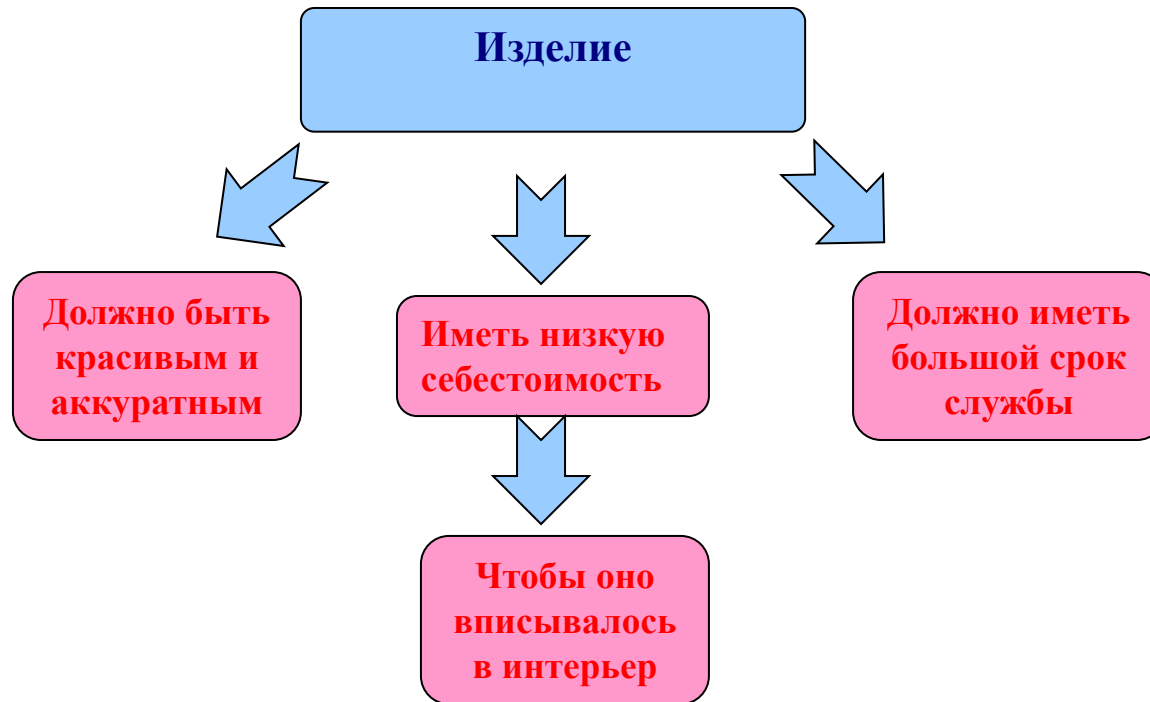 Изделие
Должно быть
красивым и
аккуратным
Иметь низкую
себестоимость
Должно иметь
большой срок
службы
Чтобы оно
вписывалось
в интерьер